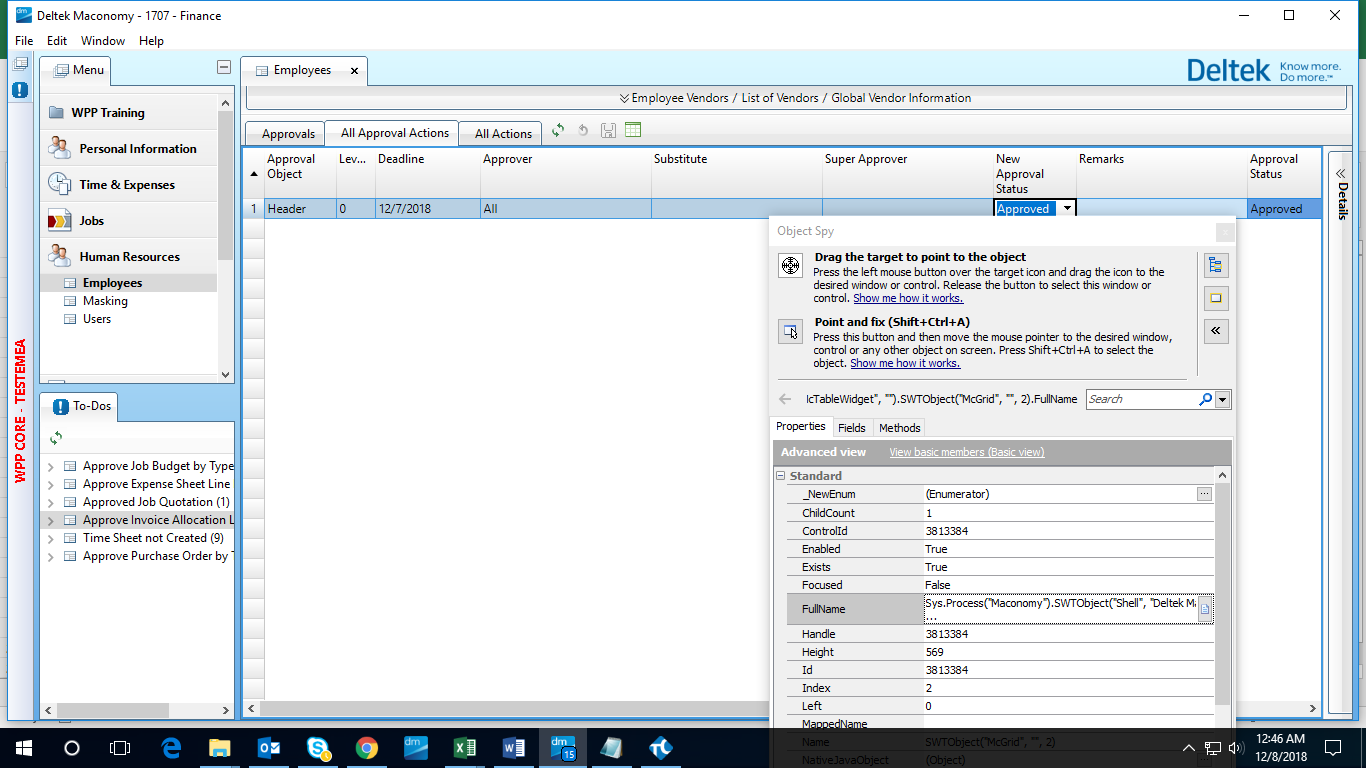 Deltek Maconomy - 1707 - Finance
File Edit Window Help
Menu
Employees
Deltek Know more. Do more.™
Employee Vendors / List of Vendors / Global Vendor Information
WPP Training
Personal Information
Time & Expenses
Jobs
Human Resources
Employees
Masking
Users
WPP CORE - TESTEMEA
To-Dos
Approve Job Budget by Type
Approve Expense Sheet Line
Approved Job Quotation (1)
Approve Invoice Allocation L
Time Sheet not Created (9)
Approve Purchase Order by T
Approvals All Approval Actions All Actions
Approval Object Lev... Deadline Approver Substitute Super Approver New Approval Status Remarks Approval Status
1 Header 0 12/7/2018 All Approved Approved
Details
Object Spy
Drag the target to point to the object
Press the left mouse button over the target icon and drag the icon to the
desired window or control. Release the button to select this window or
control. Show me how it works.
Point and fix (Shift+Ctrl+A)
Press this button and then move the mouse pointer to the desired window,
control or any other object on screen. Press Shift+Ctrl+A to select the
object. Show me how it works.
lcTableWidget", "").SWTObject("McGrid", "", 2).FullName Search
Properties Fields Methods
Advanced view View basic members (Basic view)
Standard
_NewEnum (Enumerator)
ChildCount 1
ControlId 3813384
Enabled True
Exists True
Focused False
FullName Sys.Process("Maconomy").SWTObject("Shell", "Deltek Ma
...
Handle 3813384
Height 569
Id 3813384
Index 2
Left 0
MappedName
Name SWTObject("McGrid", "", 2)
NativeJavaObject (Object)
dm 15
12:46 AM
12/8/2018